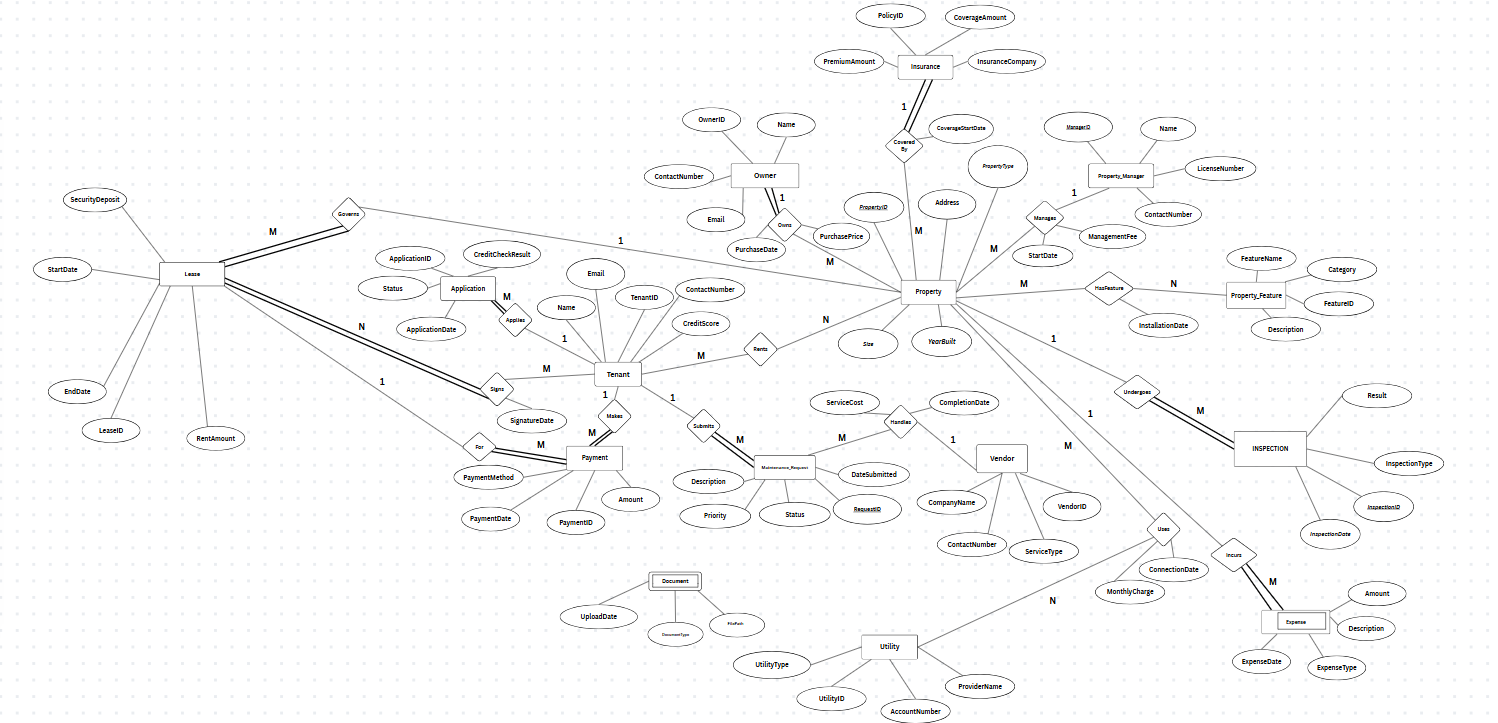 PolicyID
CoverageAmount
PremiumAmount
Insurance
InsuranceCompany
1
OwnerID
Name
CoverageStartDate
ManagerID
Name
Covered
By
PropertyType
ContactNumber
Owner
Property_Manager
LicenseNumber
1
SecurityDeposit
1
PropertyID
Address
Governs
Email
Owns
Manages
ContactNumber
M
M
PurchaseDate
PurchasePrice
ManagementFee
1
M
StartDate
M
CreditCheckResult
ApplicationID
FeatureName
StartDate
Lease
Email
Category
Status
Application
ContactNumber
Property
M
HasFeature
N
Property_Feature
M
TenantID
FeatureID
Name
ApplicationDate
Applies
CreditScore
N
InstallationDate
Description
N
1
Size
YearBuilt
1
Rents
M
M
Tenant
1
EndDate
Signs
1
1
ServiceCost
CompletionDate
Undergoes
Result
M
LeaseID
SignatureDate
Makes
Submits
Handles
1
RentAmount
M
M
M
1
M
For
M
Payment
Maintenance_Request
Vendor
INSPECTION
InspectionType
PaymentMethod
Description
DateSubmitted
Amount
CompanyName
VendorID
InspectionID
PaymentDate
PaymentID
Priority
Status
RequestID
Uses
InspectionDate
ContactNumber
ServiceType
Incurs
ConnectionDate
Document
M
MonthlyCharge
Amount
N
UploadDate
FilePath
Expense
Description
DocumentType
Utility
UtilityType
ExpenseDate
ExpenseType
ProviderName
UtilityID
AccountNumber